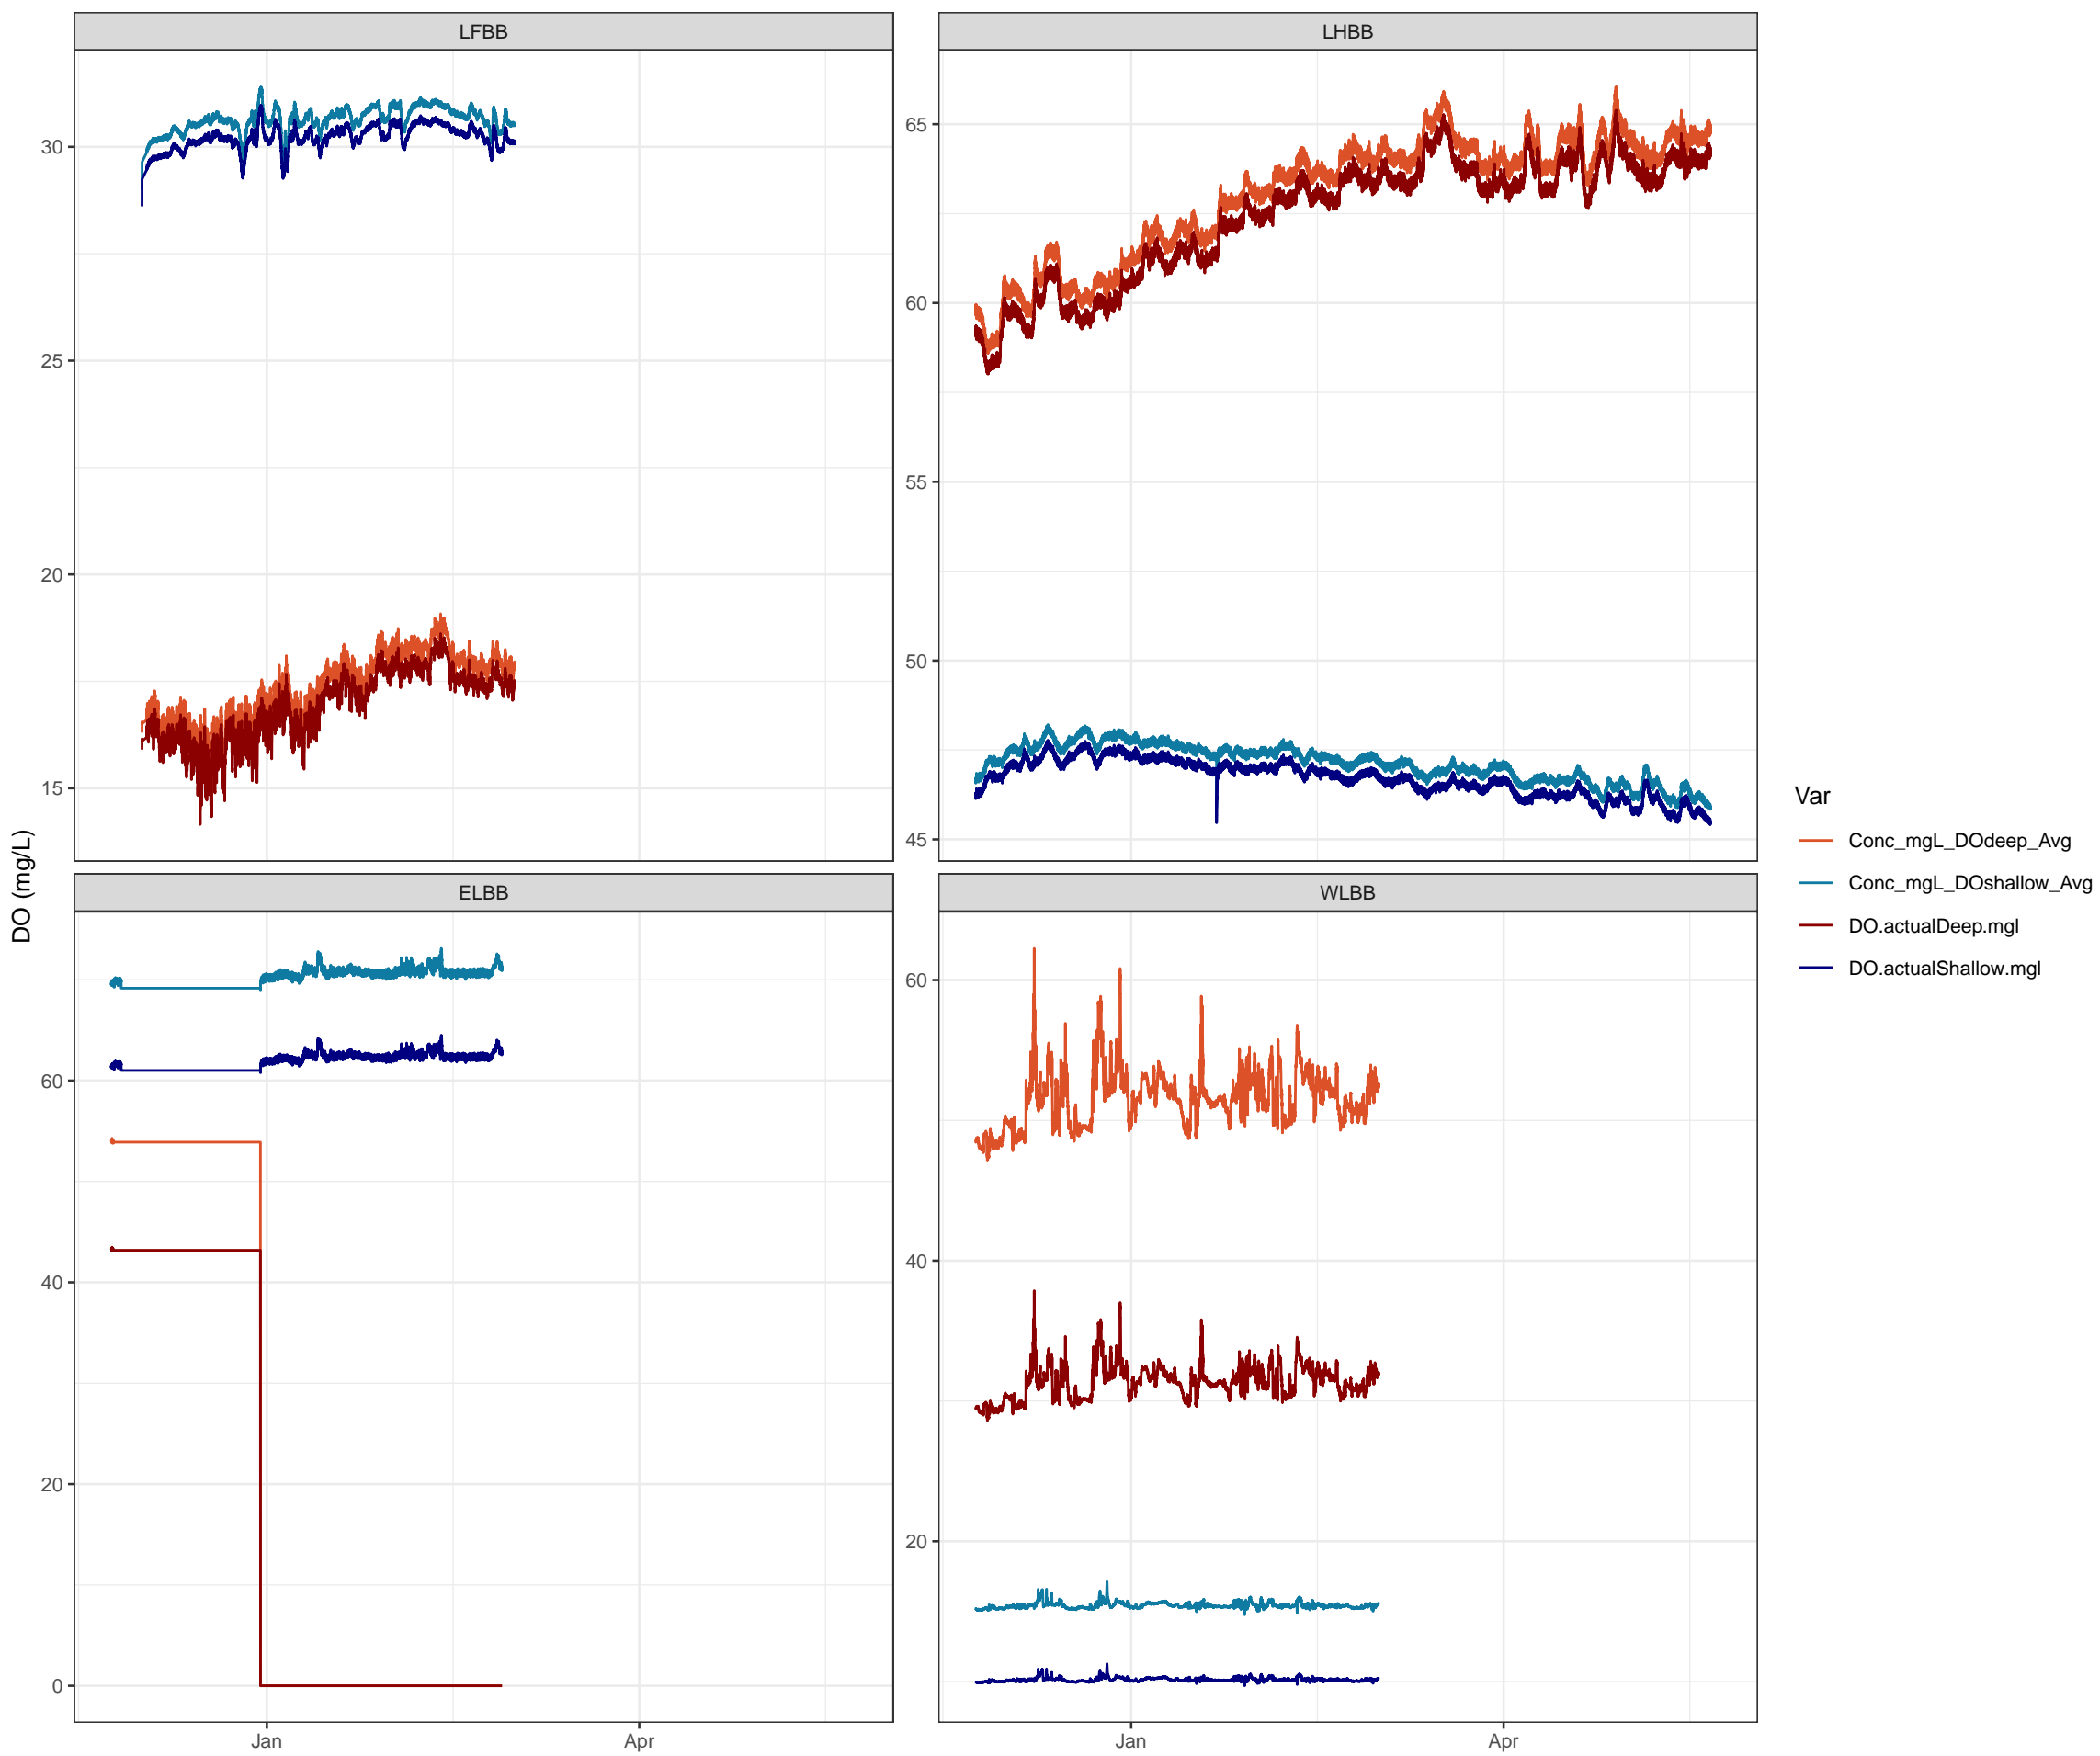 LFBB
LHBB
30
25
20
15
65
60
55
50
45
DO (mg/L)
ELBB
WLBB
60
40
20
0
60
40
20
Jan
Apr
Jan
Apr
Var
Conc_mgL_DOdeep_Avg
Conc_mgL_DOshallow_Avg
DO.actualDeep.mgl
DO.actualShallow.mgl